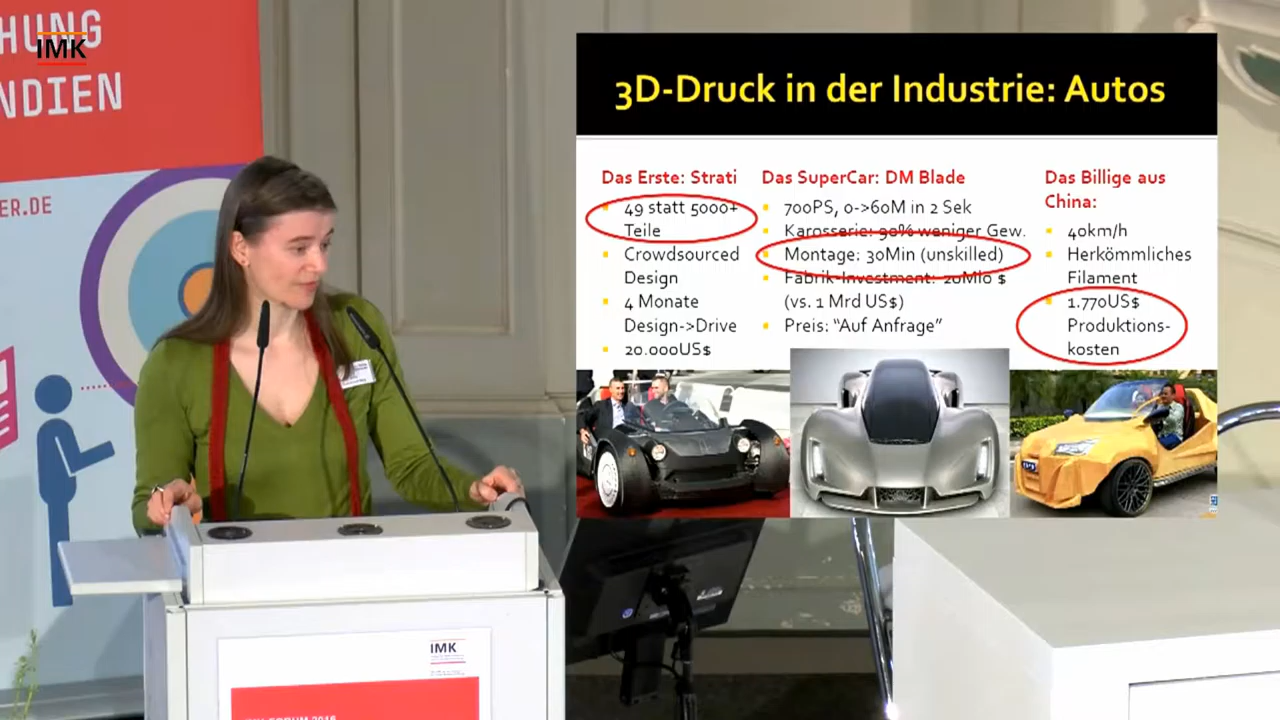 HUNG
IMK
NDIEN
ER.DE
3D-Druck in der Industrie: Autos
Das Erste: Strati
49 statt 5000+
Teile
Crowdsourced
Design
4 Monate
Design->Drive
20.000US$
Das SuperCar: DM Blade
700PS, 0->60M in 2 Sek
Karosserie: 90% weniger Gew.
Montage: 30Min (unskilled)
Fabrik-Investment: 20Mio $
(vs. 1 Mrd US$)
Preis: “Auf Anfrage”
Das Billige aus
China:
40km/h
Herkömmliches
Filament
1.770US$
Produktions-
kosten
IMK
IMK FORUM 2016